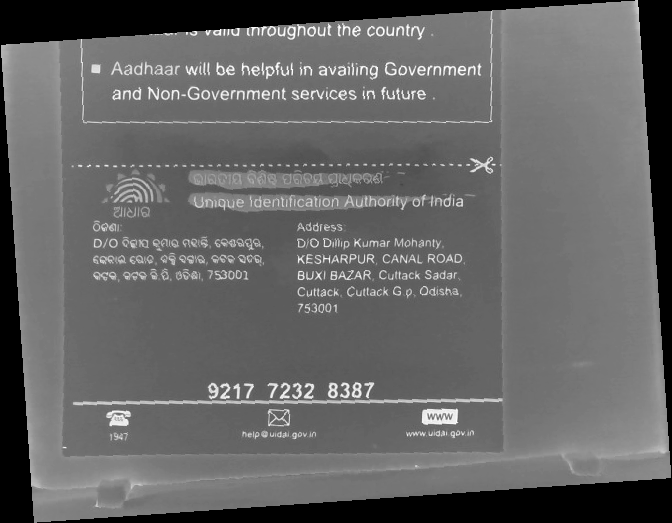 is valid throughout the country .
Aadhaar will be helpful in availing Government
and Non-Government services in future .
ଭାରତୀୟ ବିଶିଷ୍ଟ ପରିଚୟ ପ୍ରାଧିକରଣ
Unique Identification Authority of India
ଆଧାର
ଠିକଣା:
D/O ଦିଲ୍ଲୀପ କୁମାର ମହାନ୍ତି, କେଶରପୁର,
କେନାଲ ରୋଡ, ବକ୍ସି ବଜାର, କଟକ ସଦର,
କଟକ, କଟକ ଜି.ପି, ଓଡିଶା, 753001
Address:
D/O Dillip Kumar Mohanty,
KESHARPUR, CANAL ROAD,
BUXI BAZAR, Cuttack Sadar,
Cuttack, Cuttack G.p, Odisha,
753001
9217 7232 8387
1947
help@uidai.gov.in
www
www.uidai.gov.in